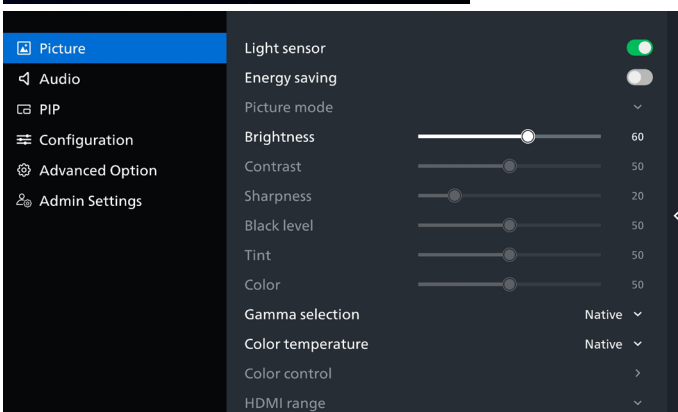 Picture
Audio
PIP
Configuration
Advanced Option
Admin Settings
Light sensor
Energy saving
Picture mode
Brightness 60
Contrast 50
Sharpness 20
Black level 50
Tint 50
Color 50
Gamma selection Native
Color temperature Native
Color control
HDMI range